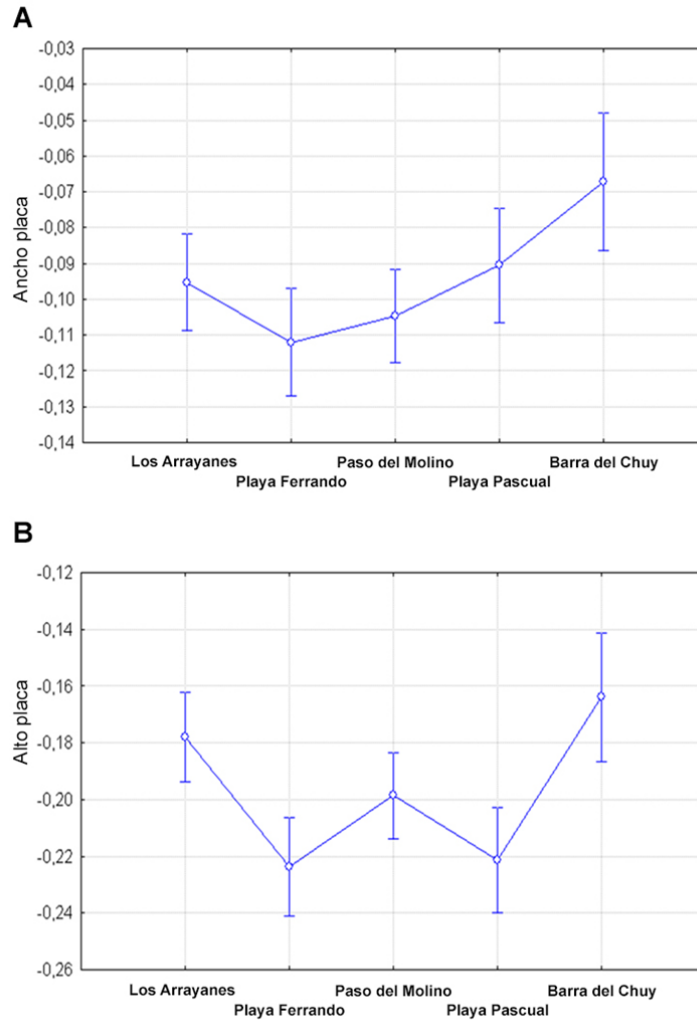 A
-0,03
-0,04
-0,05
-0,06
-0,07
-0,08
-0,09
-0,10
-0,11
-0,12
-0,13
-0,14
Ancho placa
Los Arrayanes
Playa Ferrando
Paso del Molino
Playa Pascual
Barra del Chuy
B
-0,12
-0,14
-0,16
-0,18
-0,20
-0,22
-0,24
-0,26
Alto placa
Los Arrayanes
Playa Ferrando
Paso del Molino
Playa Pascual
Barra del Chuy